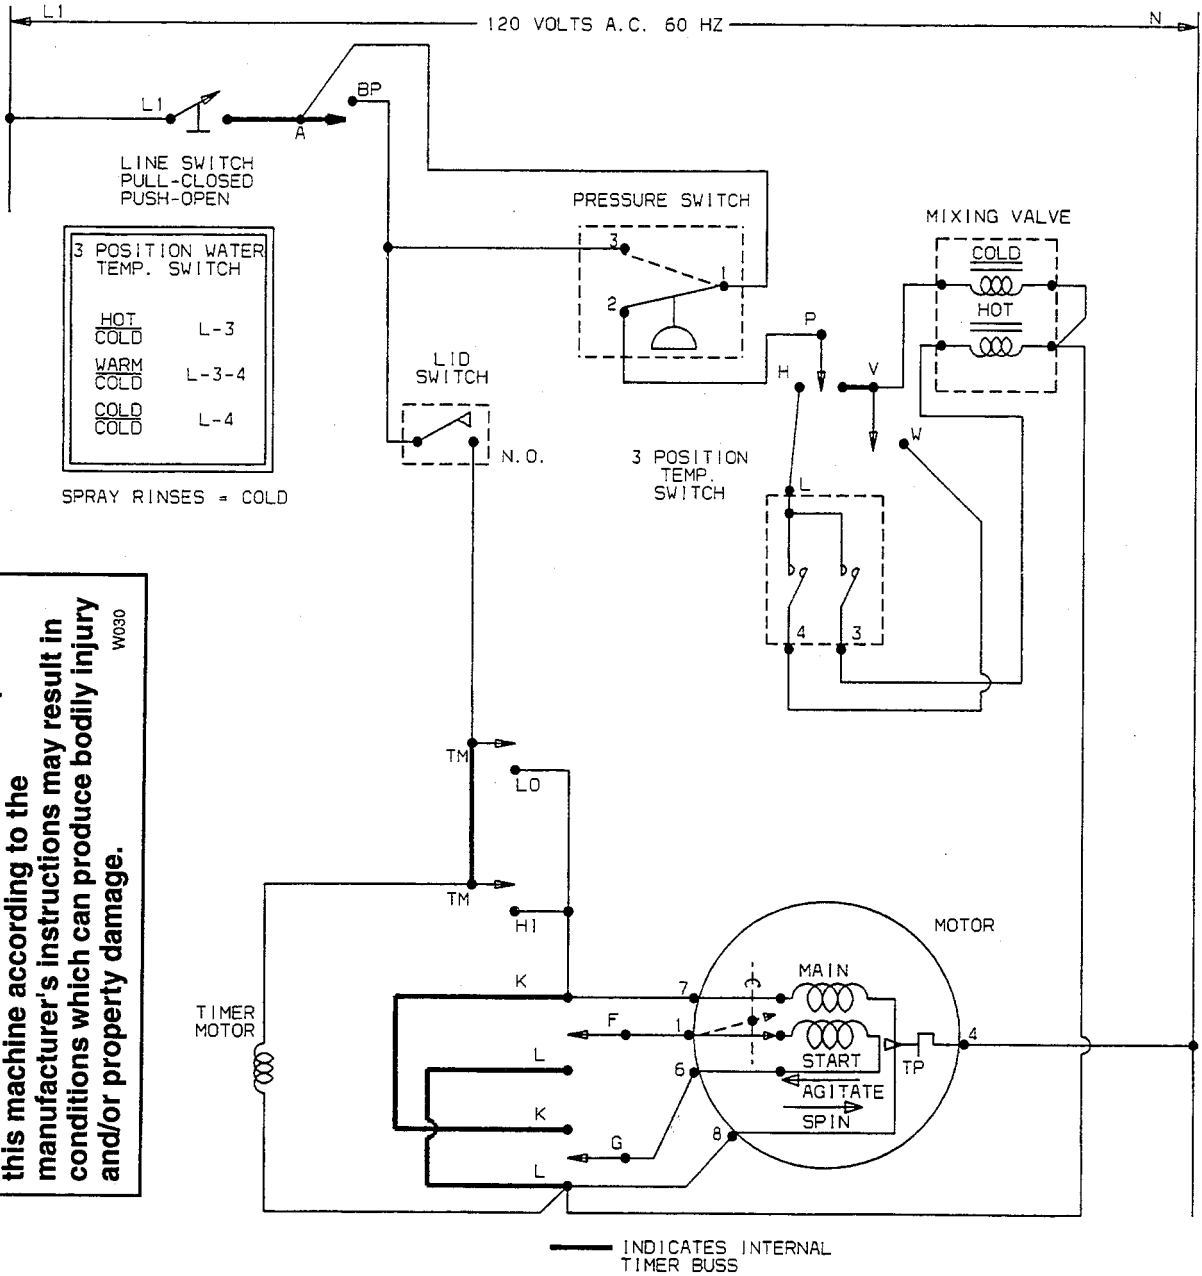 L1
120 VOLTS A.C. 60 HZ
N
L1
A
BP
LINE SWITCH
PULL-CLOSED
PUSH-OPEN
PRESSURE SWITCH
3
1
2
MIXING VALVE
COLD
HOT
3 POSITION WATER
TEMP. SWITCH
HOT
COLD
L-3
WARM
COLD
L-3-4
COLD
COLD
L-4
SPRAY RINSES = COLD
LID
SWITCH
N.O.
P
H
V
W
3 POSITION
TEMP.
SWITCH
L
4
3
this machine according to the
manufacturer's instructions may result in
conditions which can produce bodily injury
and/or property damage.
W030
TM
LO
TM
HI
MOTOR
TIMER
MOTOR
K
7
MAIN
F
1
START
4
L
6
TP
AGITATE
K
SPIN
G
8
L
INDICATES INTERNAL
TIMER BUSS